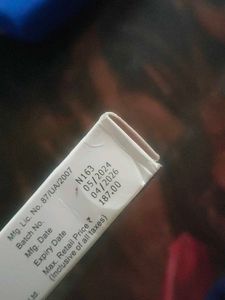 Mfg. Lic. No. 87/UA/2007
Batch No. N163
Mfg. Date 05/2024
Expiry Date 04/2026
Max. Retail Price ₹ 187.00
(Inclusive of all taxes)